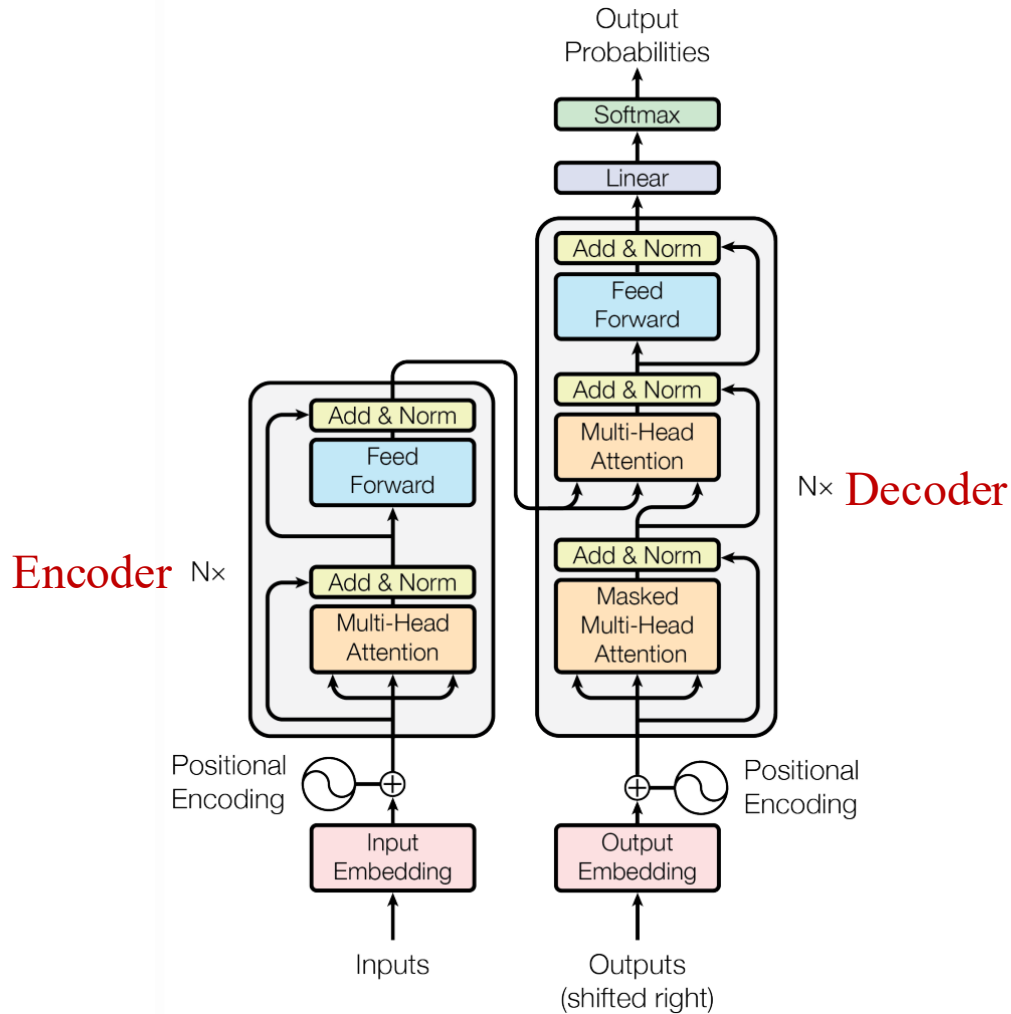 Output
Probabilities
Softmax
Linear
Add & Norm
Feed
Forward
Add & Norm
Multi-Head
Attention
Nx Decoder
Add & Norm
Masked
Multi-Head
Attention
Add & Norm
Feed
Forward
Encoder Nx
Add & Norm
Multi-Head
Attention
Positional
Encoding
Positional
Encoding
Input
Embedding
Output
Embedding
Inputs
Outputs
(shifted right)